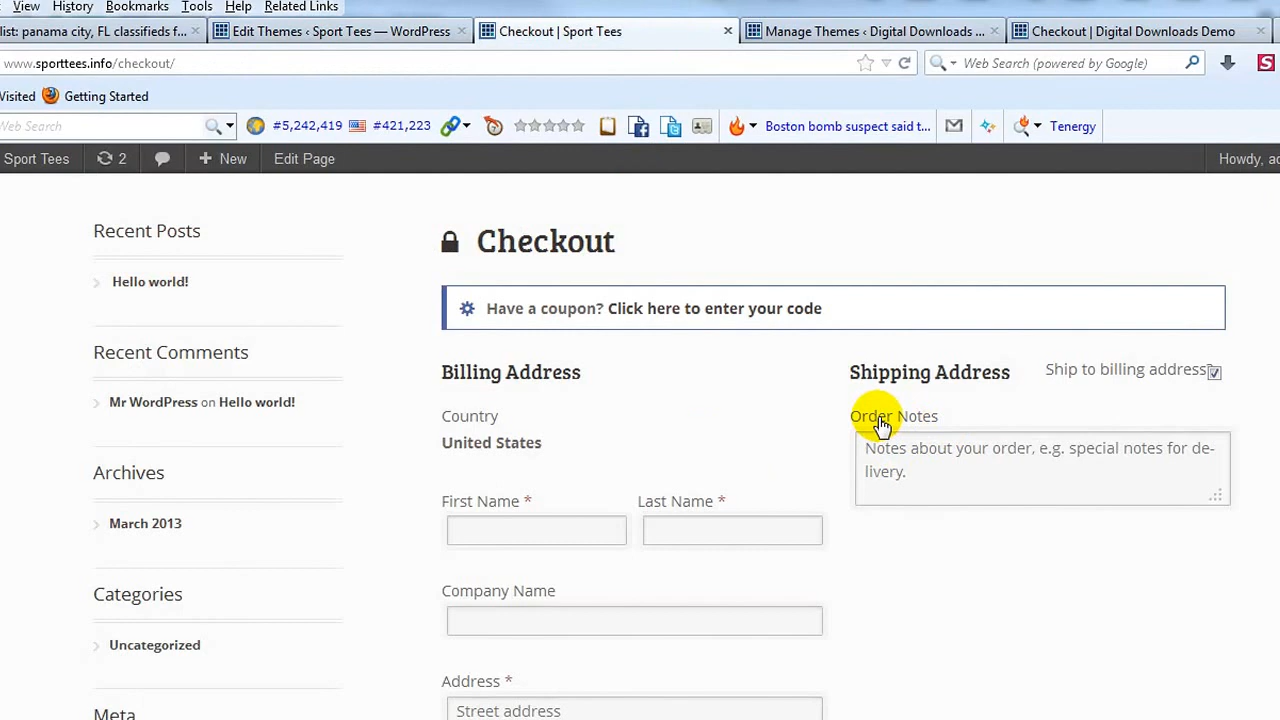 View History Bookmarks Tools Help Related Links
list: panama city, FL classifieds f... Edit Themes ‹ Sport Tees — WordPress Checkout | Sport Tees Manage Themes ‹ Digital Downloads ... Checkout | Digital Downloads Demo
www.sporttees.info/checkout/ Web Search (powered by Google) S
Visited Getting Started
Web Search #5,242,419 #421,223 Boston bomb suspect said t... Tenergy
Sport Tees 2 New Edit Page Howdy, ad
Recent Posts
Hello world!
Recent Comments
Mr WordPress on Hello world!
Archives
March 2013
Categories
Uncategorized
Meta
Checkout
Have a coupon? Click here to enter your code
Billing Address
Country
United States
First Name * Last Name *
Company Name
Address *
Street address
Shipping Address Ship to billing address?
Order Notes
Notes about your order, e.g. special notes for de-
livery.